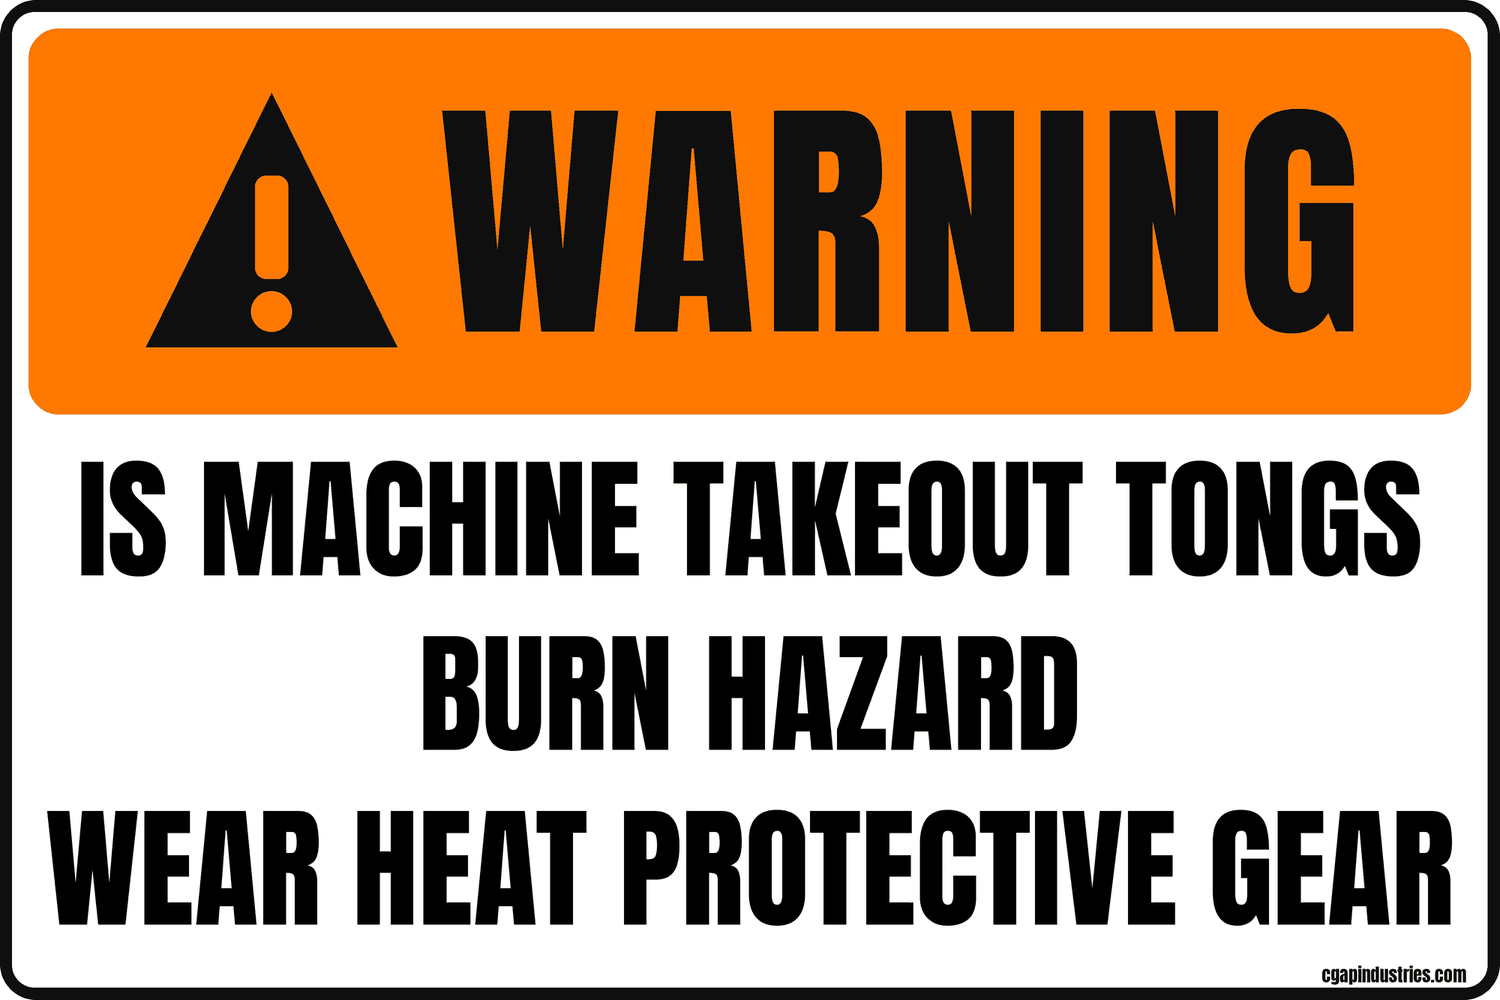 WARNING
IS MACHINE TAKEOUT TONGS
BURN HAZARD
WEAR HEAT PROTECTIVE GEAR
cgapindustries.com